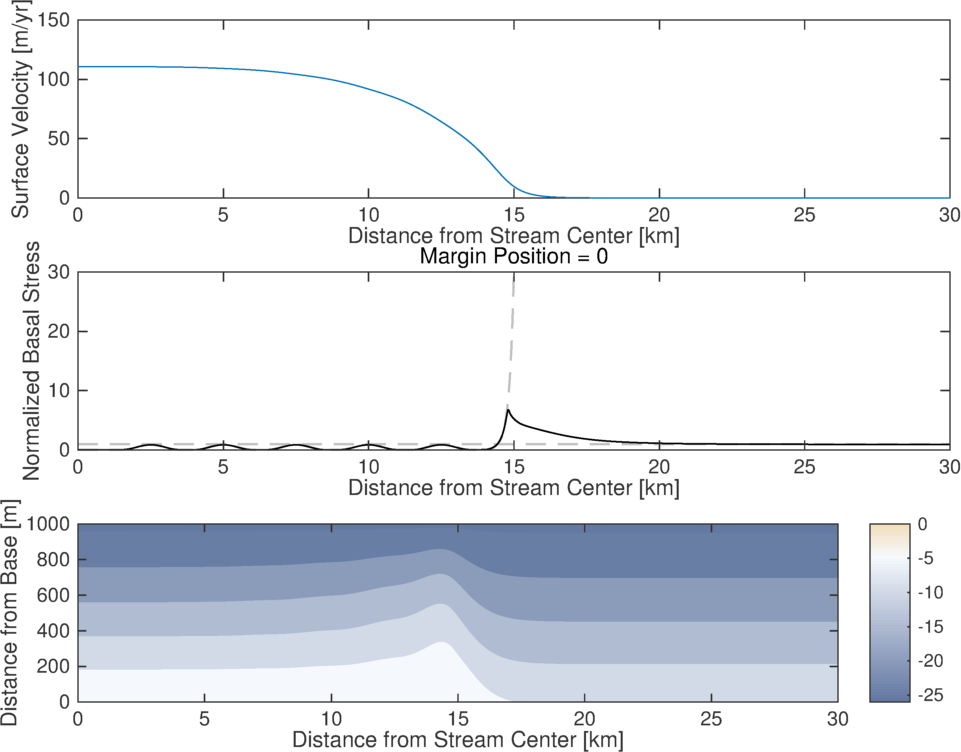 Surface Velocity [m/yr]
150
100
50
0
0 5 10 15 20 25 30
Distance from Stream Center [km]
Margin Position = 0
Normalized Basal Stress
30
20
10
0
0 5 10 15 20 25 30
Distance from Stream Center [km]
Distance from Base [m]
1000
800
600
400
200
0
0 5 10 15 20 25 30
Distance from Stream Center [km]
0
-5
-10
-15
-20
-25